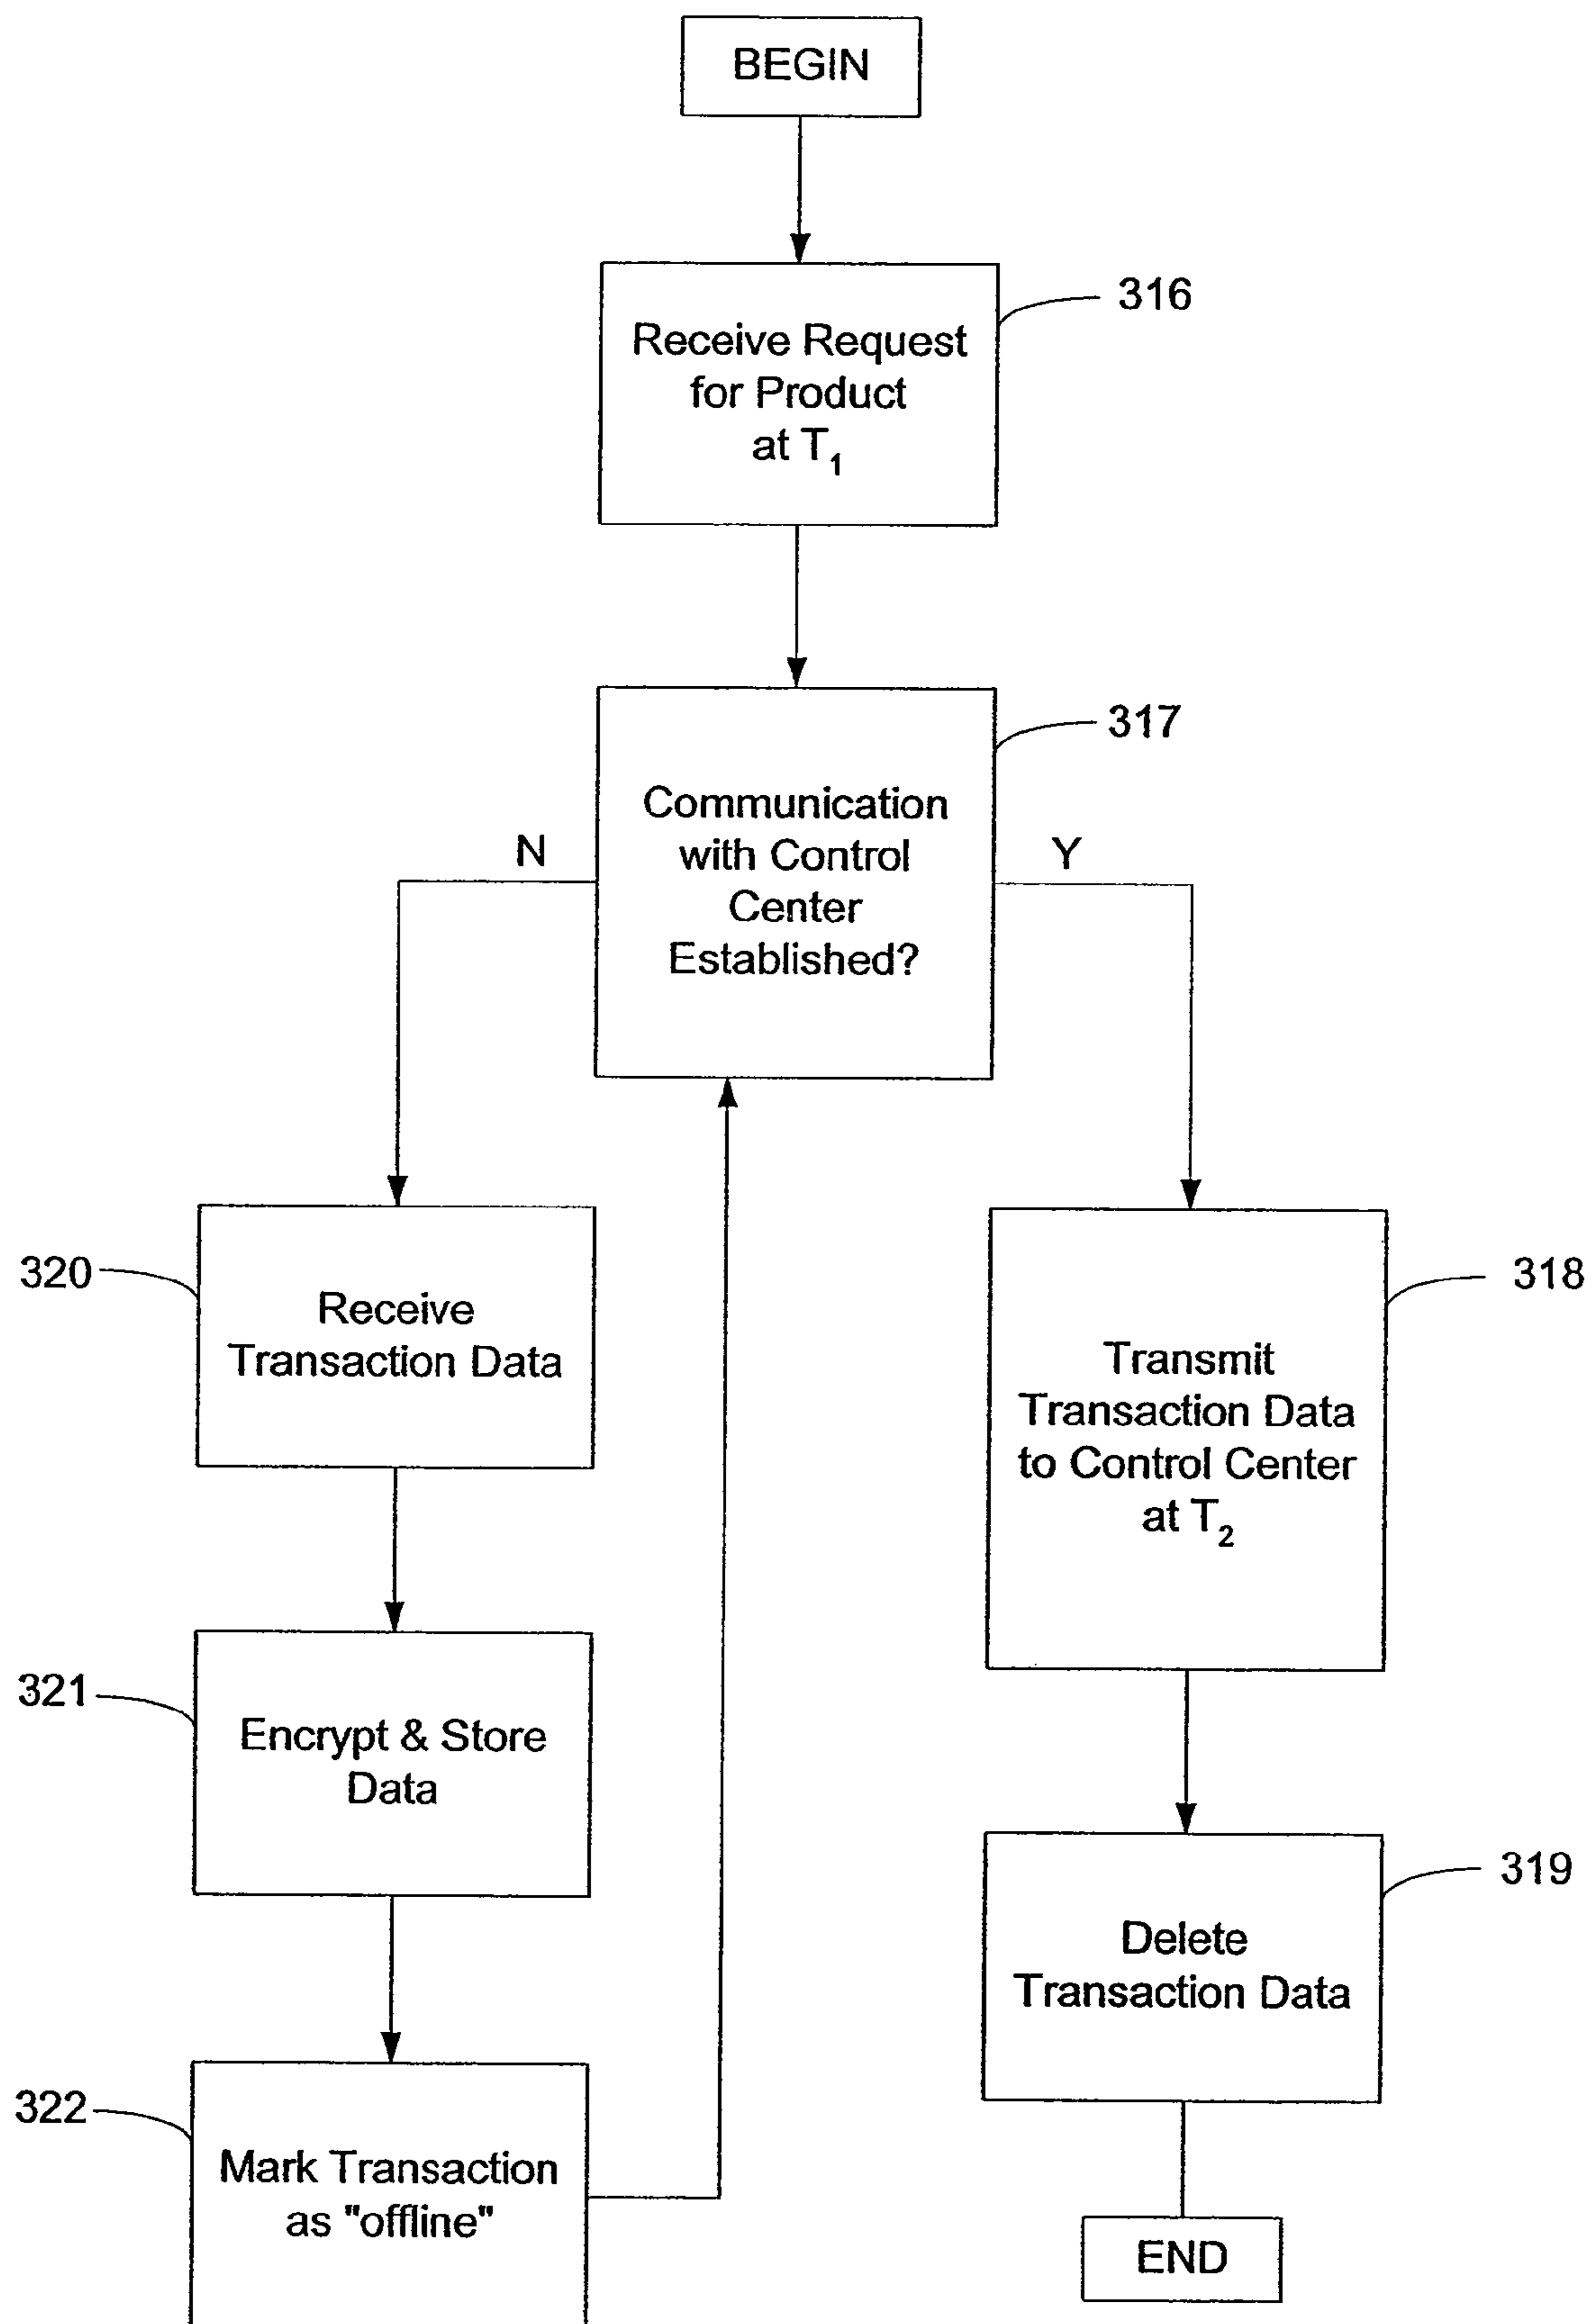 BEGIN
316
Receive Request
for Product
at T₁
317
Communication
with Control
Center
Established?
N
Y
320
Receive
Transaction Data
318
Transmit
Transaction Data
to Control Center
at T₂
321
Encrypt & Store
Data
319
Delete
Transaction Data
322
Mark Transaction
as "offline"
END